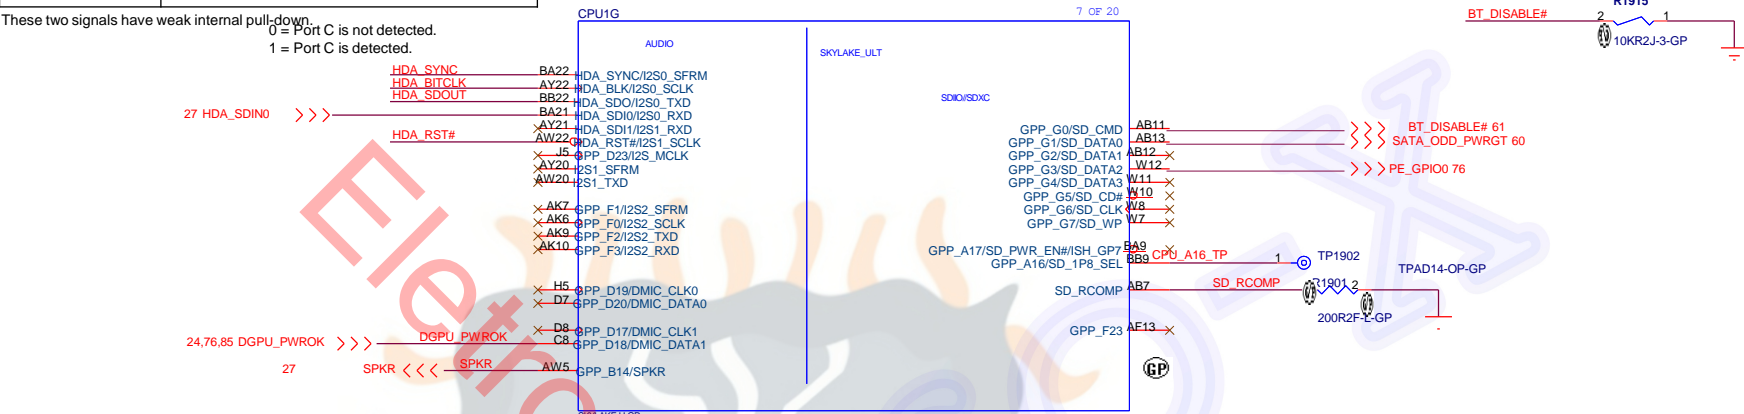 These two signals have weak internal pull-down.
0 = Port C is not detected.
1 = Port C is detected.
CPU1G
7 OF 20
AUDIO
SKYLAKE_ULT
SDIIO//SDXC
HDA_SYNC BA22 HDA_SYNC/I2S0_SFRM
HDA_BITCLK AY22 HDA_BLK/I2S0_SCLK
HDA_SDOUT BB22 HDA_SDO/I2S0_TXD
27 HDA_SDIN0 BA21 HDA_SDI0/I2S0_RXD
AY21 HDA_SDI1/I2S1_RXD
HDA_RST# AW22 HDA_RST#/I2S1_SCLK
J5 GPP_D23/I2S_MCLK
AY20 I2S1_SFRM
AW20 I2S1_TXD
AK7 GPP_F1/I2S2_SFRM
AK6 GPP_F0/I2S2_SCLK
AK9 GPP_F2/I2S2_TXD
AK10 GPP_F3/I2S2_RXD
H5 GPP_D19/DMIC_CLK0
D7 GPP_D20/DMIC_DATA0
D8 GPP_D17/DMIC_CLK1
24,76,85 DGPU_PWROK DGPU_PWROK C8 GPP_D18/DMIC_DATA1
27 SPKR SPKR AW5 GPP_B14/SPKR
GPP_G0/SD_CMD AB11 BT_DISABLE# 61
GPP_G1/SD_DATA0 AB13 SATA_ODD_PWRGT 60
GPP_G2/SD_DATA1 AB12
GPP_G3/SD_DATA2 W12 PE_GPIO0 76
GPP_G4/SD_DATA3 W11
GPP_G5/SD_CD# W10
GPP_G6/SD_CLK W8
GPP_G7/SD_WP W7
GPP_A17/SD_PWR_EN#/ISH_GP7 BA9
GPP_A16/SD_1P8_SEL BB9 CPU_A16_TP 1 TP1902
TPAD14-OP-GP
SD_RCOMP AB7 SD_RCOMP R1901 2
200R2F-L-GP
GPP_F23 AF13
GP
R1915
BT_DISABLE# 2 1
10KR2J-3-GP
Eletro